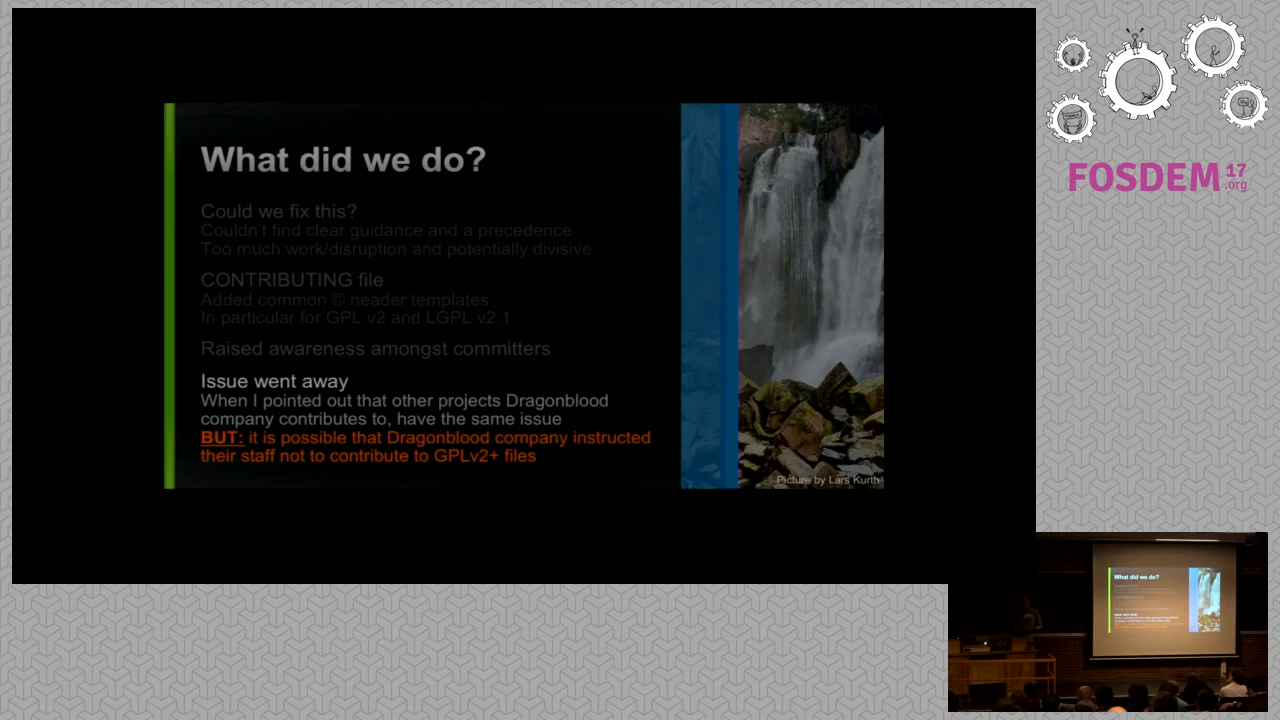 What did we do?
Could we fix this?
Couldn't find clear guidance and a precedence
Too much work/disruption and potentially divisive
CONTRIBUTING file
Added common © header templates
In particular for GPL v2 and LGPL v2.1
Raised awareness amongst committers
Issue went away
When I pointed out that other projects Dragonblood
company contributes to, have the same issue
BUT: it is possible that Dragonblood company instructed
their staff not to contribute to GPLv2+ files
Picture by Lars Kurth
FOSDEM 17
.org
What did we do?